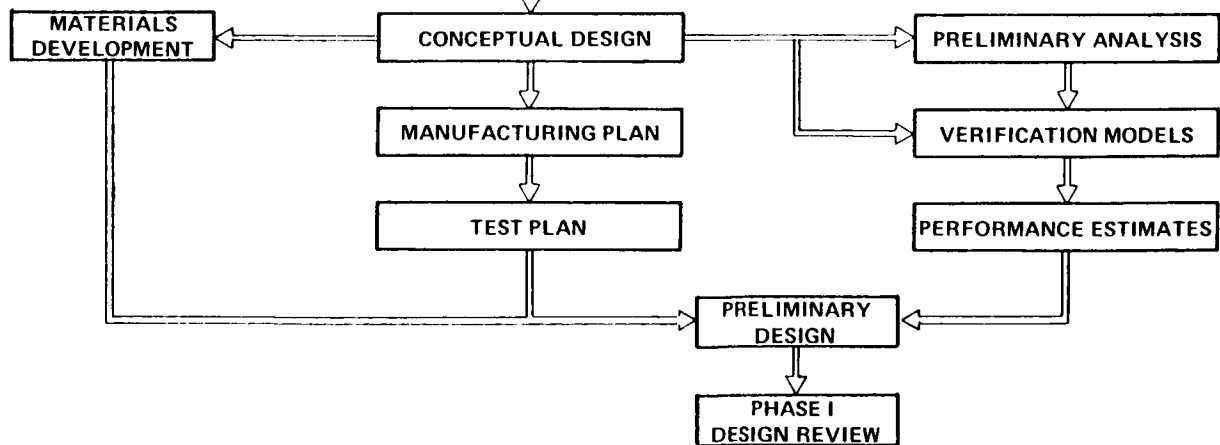 MATERIALS
DEVELOPMENT
CONCEPTUAL DESIGN
PRELIMINARY ANALYSIS
MANUFACTURING PLAN
VERIFICATION MODELS
TEST PLAN
PERFORMANCE ESTIMATES
PRELIMINARY
DESIGN
PHASE I
DESIGN REVIEW